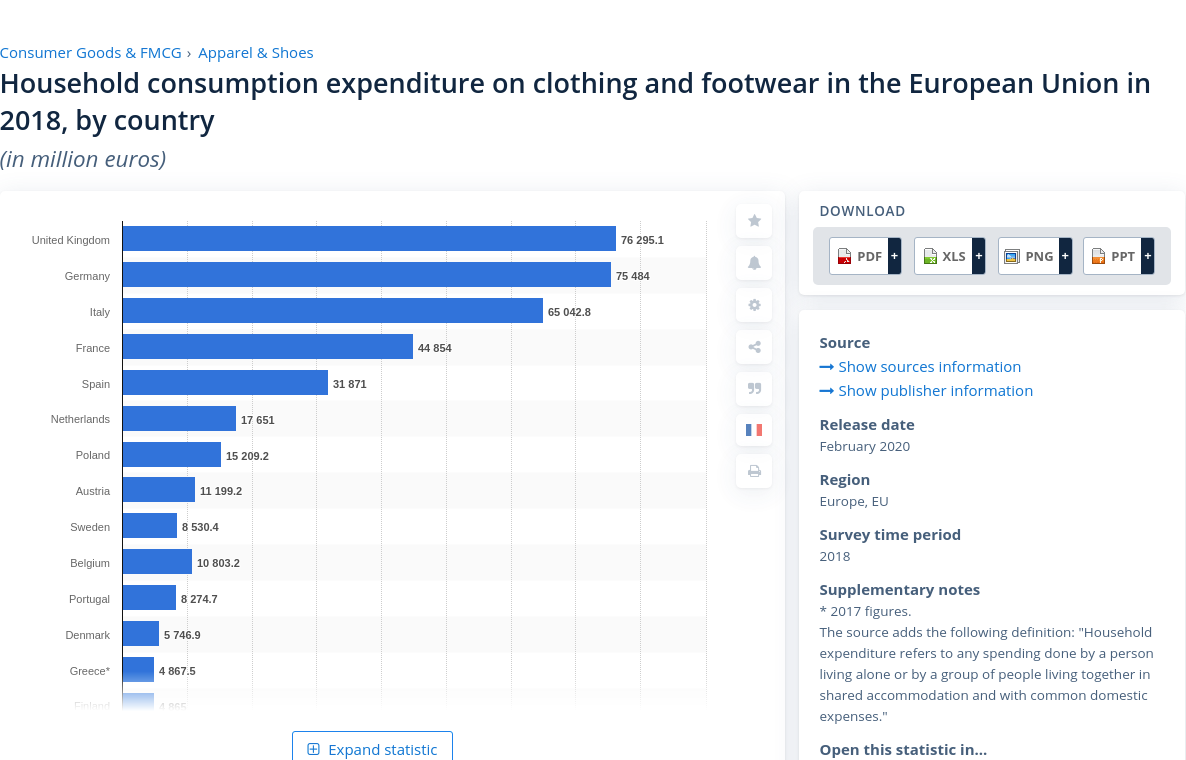 Consumer Goods & FMCG › Apparel & Shoes
Household consumption expenditure on clothing and footwear in the European Union in
2018, by country
(in million euros)
United Kingdom 76 295.1
Germany 75 484
Italy 65 042.8
France 44 854
Spain 31 871
Netherlands 17 651
Poland 15 209.2
Austria 11 199.2
Sweden 8 530.4
Belgium 10 803.2
Portugal 8 274.7
Denmark 5 746.9
Greece* 4 867.5
Finland 4 865
Expand statistic
DOWNLOAD
PDF + XLS + PNG + PPT +
Source
Show sources information
Show publisher information
Release date
February 2020
Region
Europe, EU
Survey time period
2018
Supplementary notes
* 2017 figures.
The source adds the following definition: "Household
expenditure refers to any spending done by a person
living alone or by a group of people living together in
shared accommodation and with common domestic
expenses."
Open this statistic in...